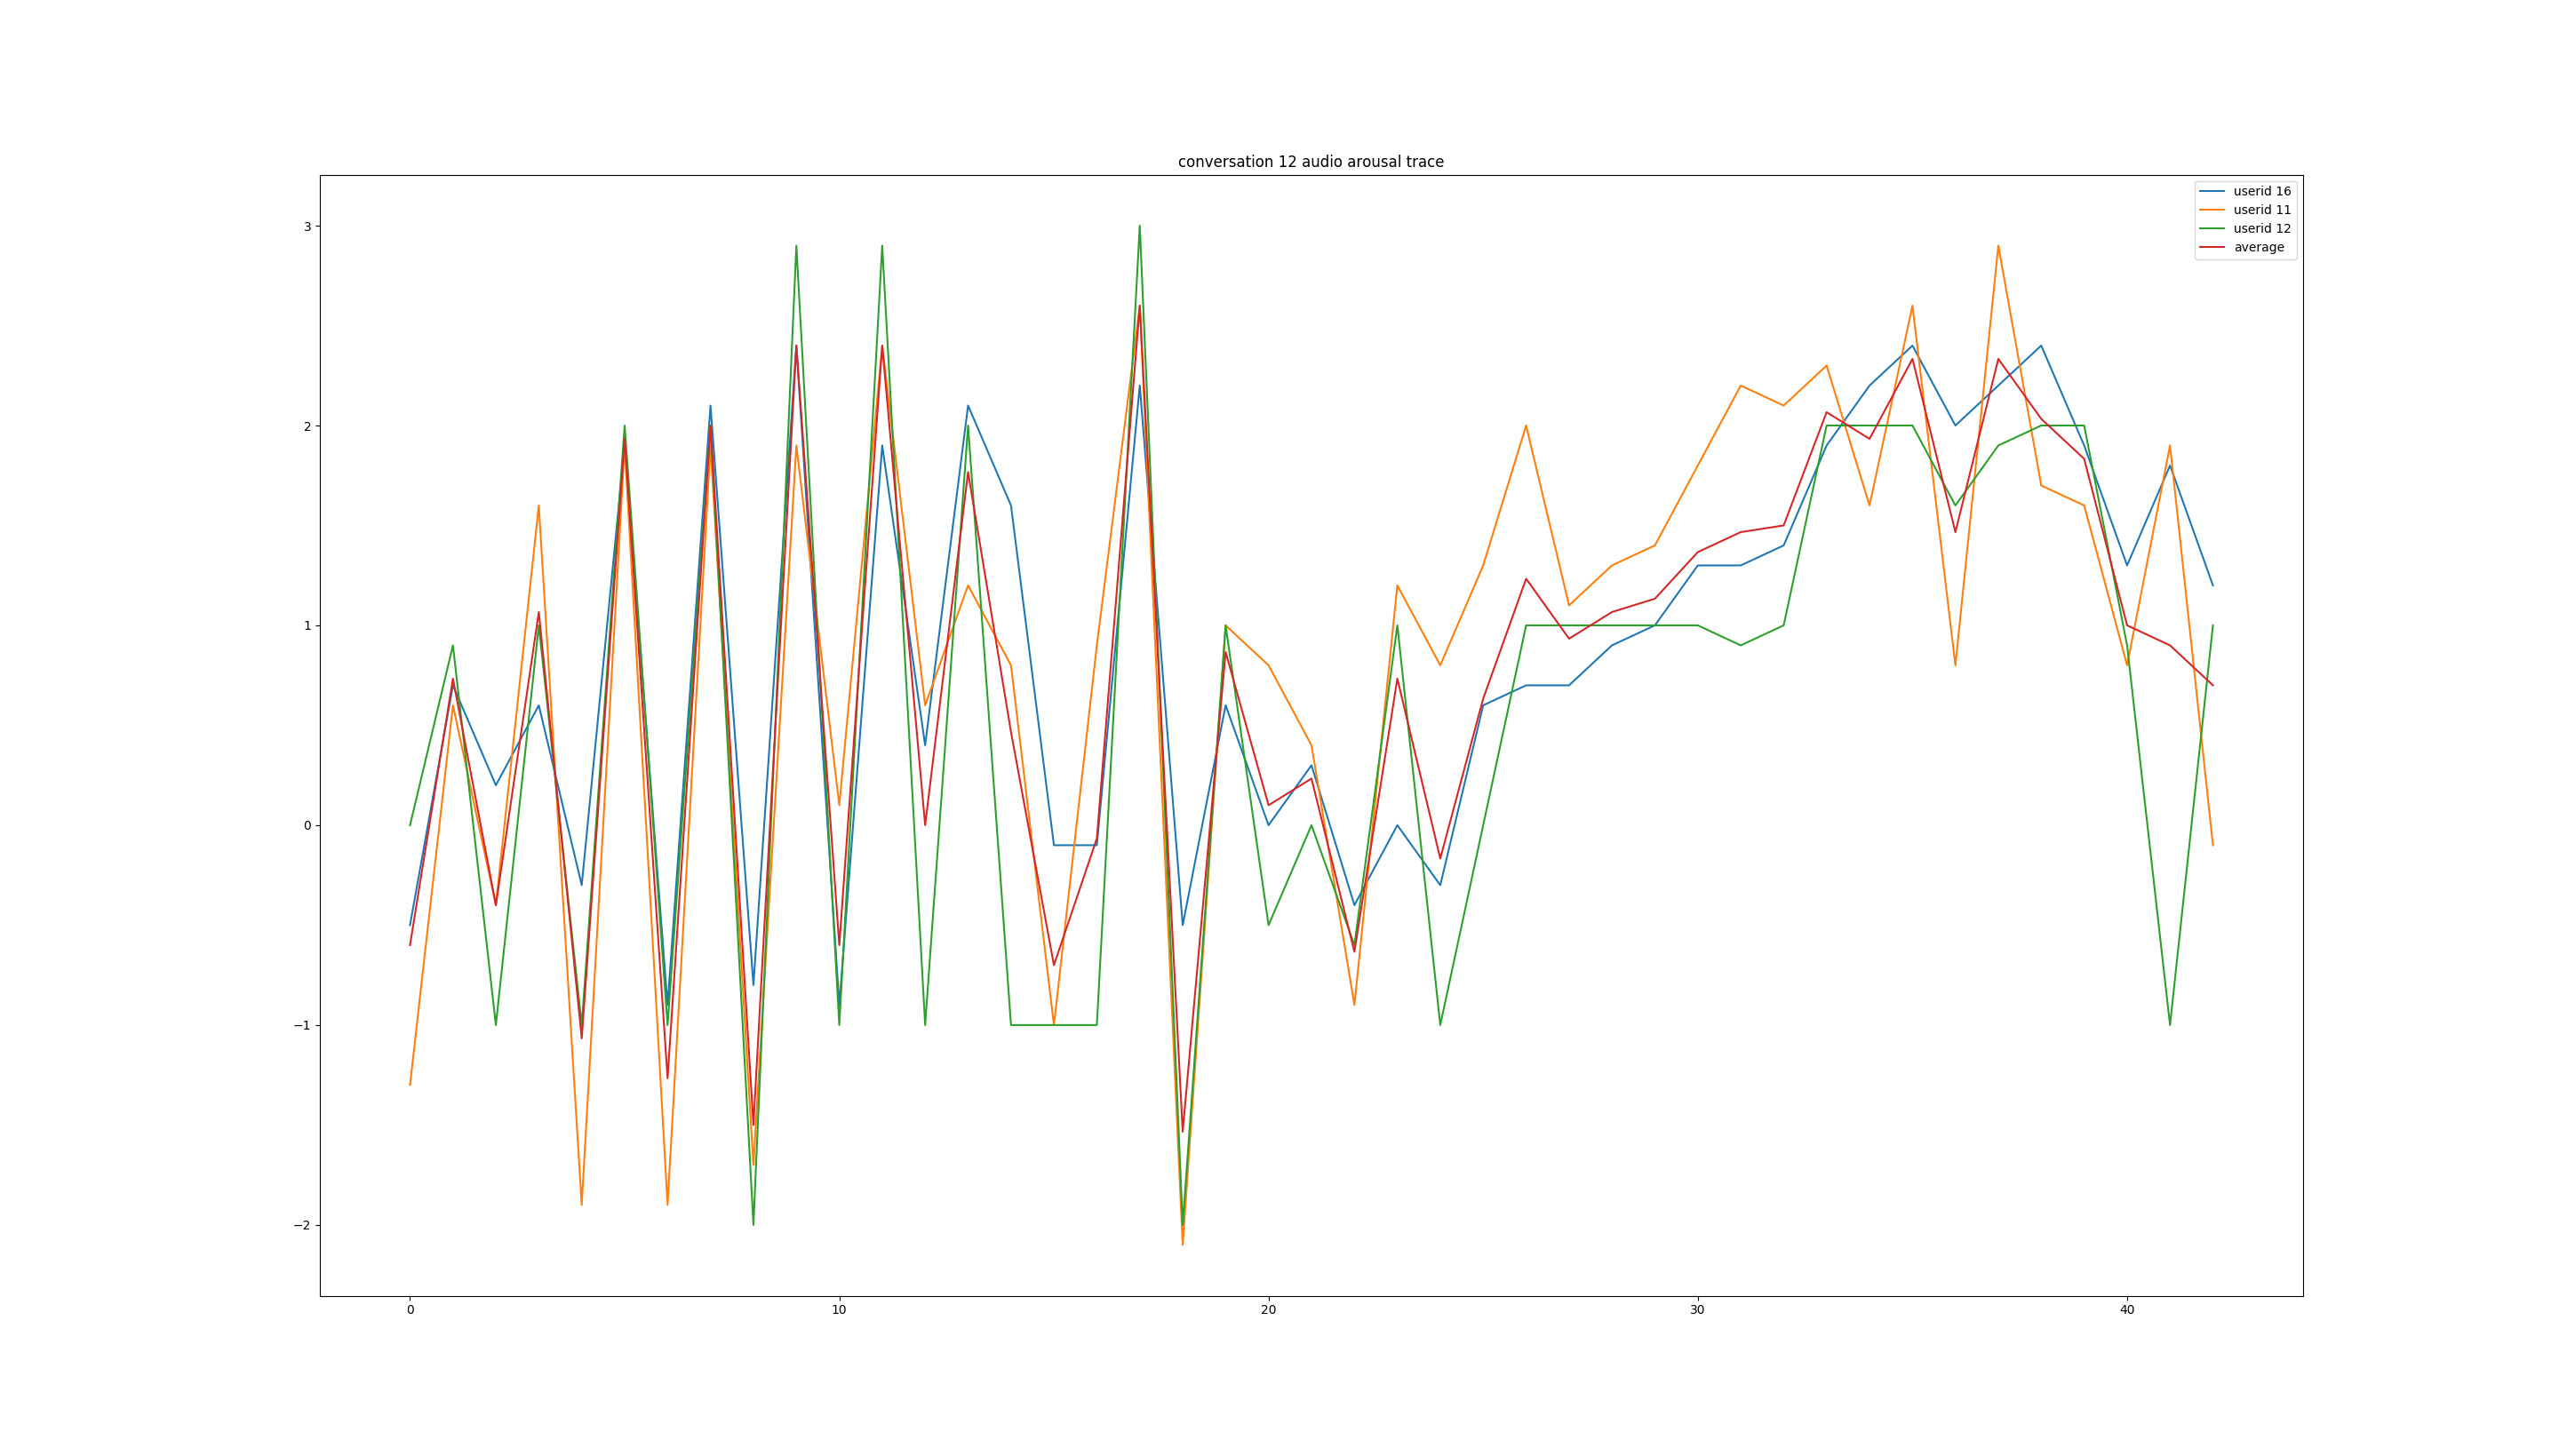 conversation 12 audio arousal trace
userid 16
userid 11
userid 12
average
3
2
1
0
−1
−2
0 10 20 30 40